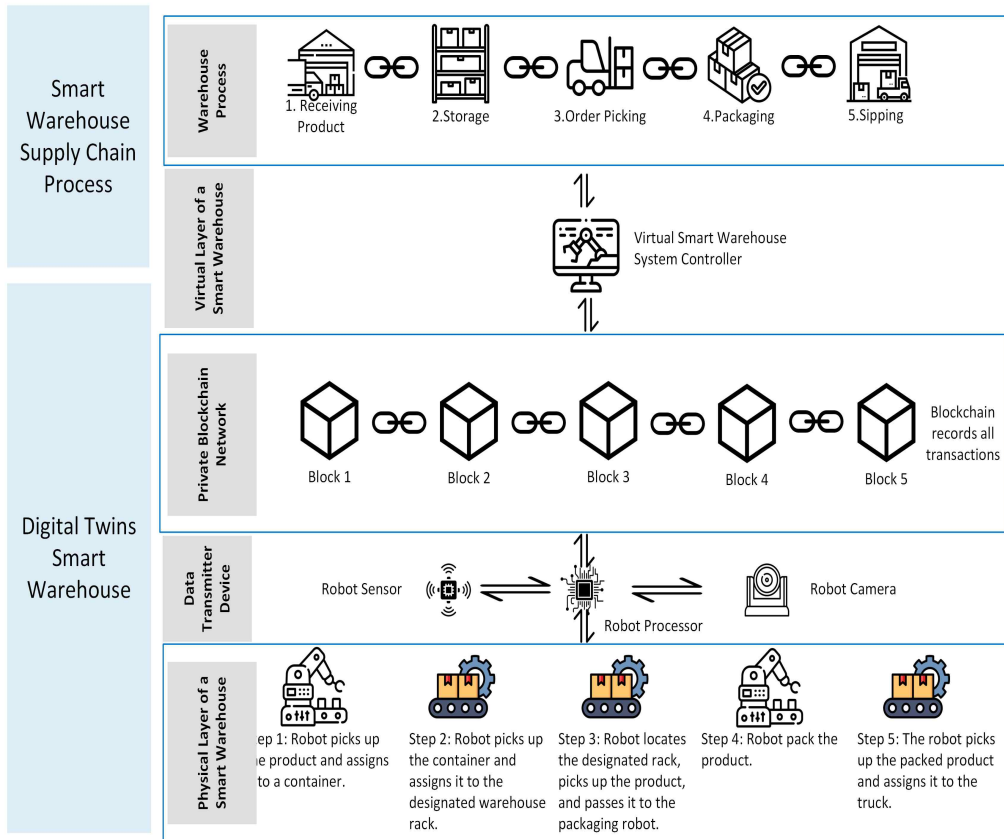 Smart
Warehouse
Supply Chain
Process
Digital Twins
Smart
Warehouse
Warehouse
Process
1. Receiving
Product
2.Storage
3.Order Picking
4.Packaging
5.Sipping
Virtual Layer of a
Smart Warehouse
Virtual Smart Warehouse
System Controller
Private Blockchain
Network
Block 1
Block 2
Block 3
Block 4
Block 5
Blockchain
records all
transactions
Data
Transmitter
Device
Robot Sensor
Robot Processor
Robot Camera
Physical Layer of a
Smart Warehouse
1: Robot picks up
product and assigns
to a container.
Step 2: Robot picks up
the container and
assigns it to the
designated warehouse
rack.
Step 3: Robot locates
the designated rack,
picks up the product,
and passes it to the
packaging robot.
Step 4: Robot pack the
product.
Step 5: The robot picks
up the packed product
and assigns it to the
truck.